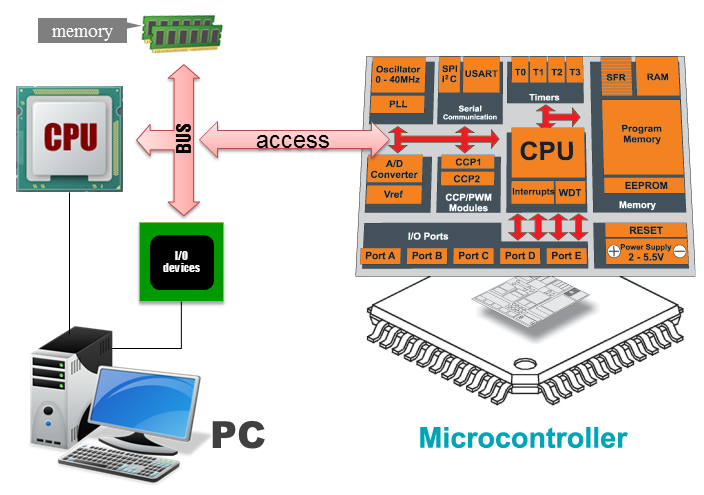 memory
CPU
BUS
access
I/O
devices
PC
Oscillator
0 - 40MHz
PLL
SPI
I²C
USART
Serial
Communication
T0 T1 T2 T3
Timers
SFR
RAM
Program
Memory
EEPROM
Memory
A/D
Converter
Vref
CCP1
CCP2
CCP/PWM
Modules
CPU
Interrupts
WDT
I/O Ports
Port A Port B Port C Port D Port E
RESET
Power Supply
+ 2 - 5.5V −
Microcontroller